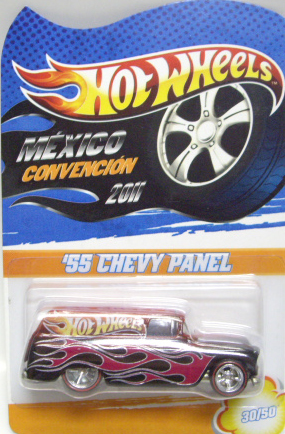 HOT WHEELS
MÉXICO
CONVENCIÓN
2011
'55 CHEVY PANEL
HOT WHEELS
30/50